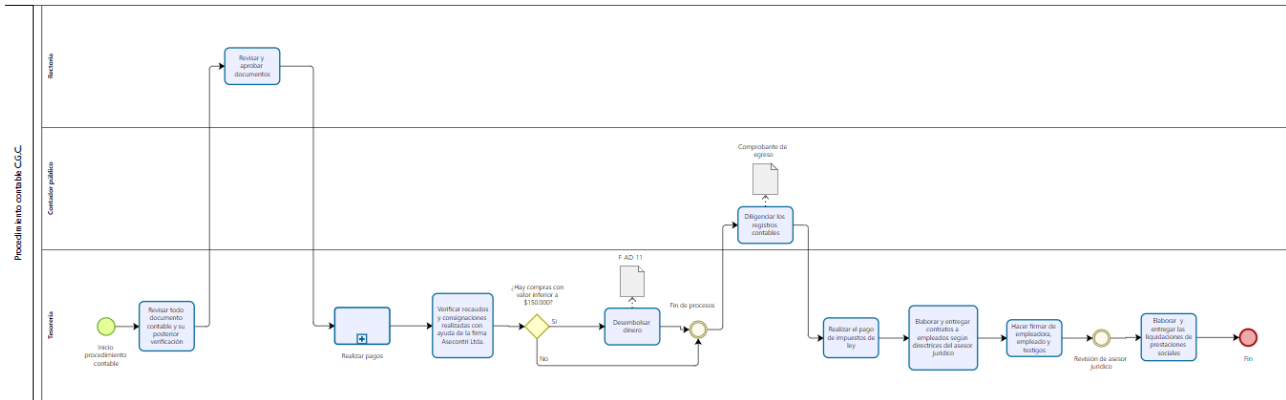 Procedimiento contable C.G.C.
Rectoría
Contador público
Tesorería
Inicio
procedimiento
contable
Revisar todo
documento
contable y su
posterior
verificación
Revisar y
aprobar
documentos
Realizar pagos
Verificar recaudos
y consignaciones
realizadas con
ayuda de la firma
Asecontri Ltda.
¿Hay compras con
valor inferior a
$150.000?
Sí
No
F-AD-11
Desembolsar
dinero
Fin de procesos
Comprobante de
egreso
Diligenciar los
registros
contables
Realizar el pago
de impuestos de
ley
Elaborar y entregar
contratos a
empleados según
directrices del asesor
jurídico
Hacer firmar de
empleadora,
empleado y
testigos
Revisión de asesor
jurídico
Elaborar y
entregar las
liquidaciones de
prestaciones
sociales
Fin